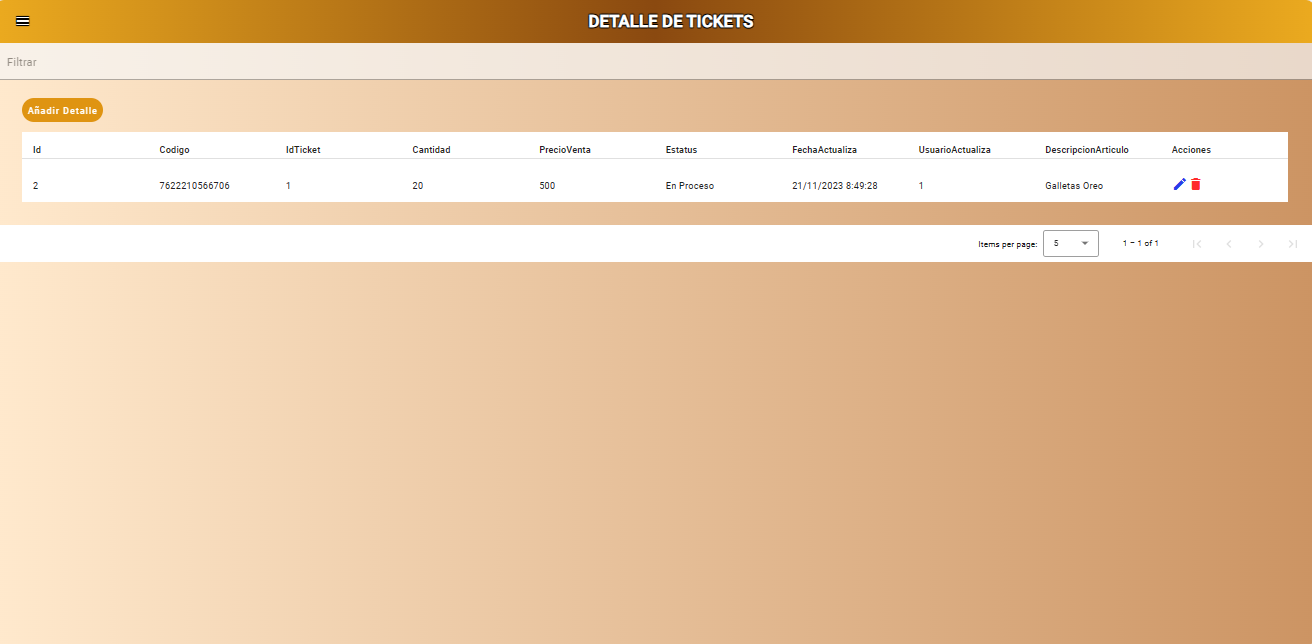 DETALLE DE TICKETS
Filtrar
Añadir Detalle
Id Codigo IdTicket Cantidad PrecioVenta Estatus FechaActualiza UsuarioActualiza DescripcionArticulo Acciones
2 7622210566706 1 20 500 En Proceso 21/11/2023 8:49:28 1 Galletas Oreo
Items per page: 5 1 – 1 of 1